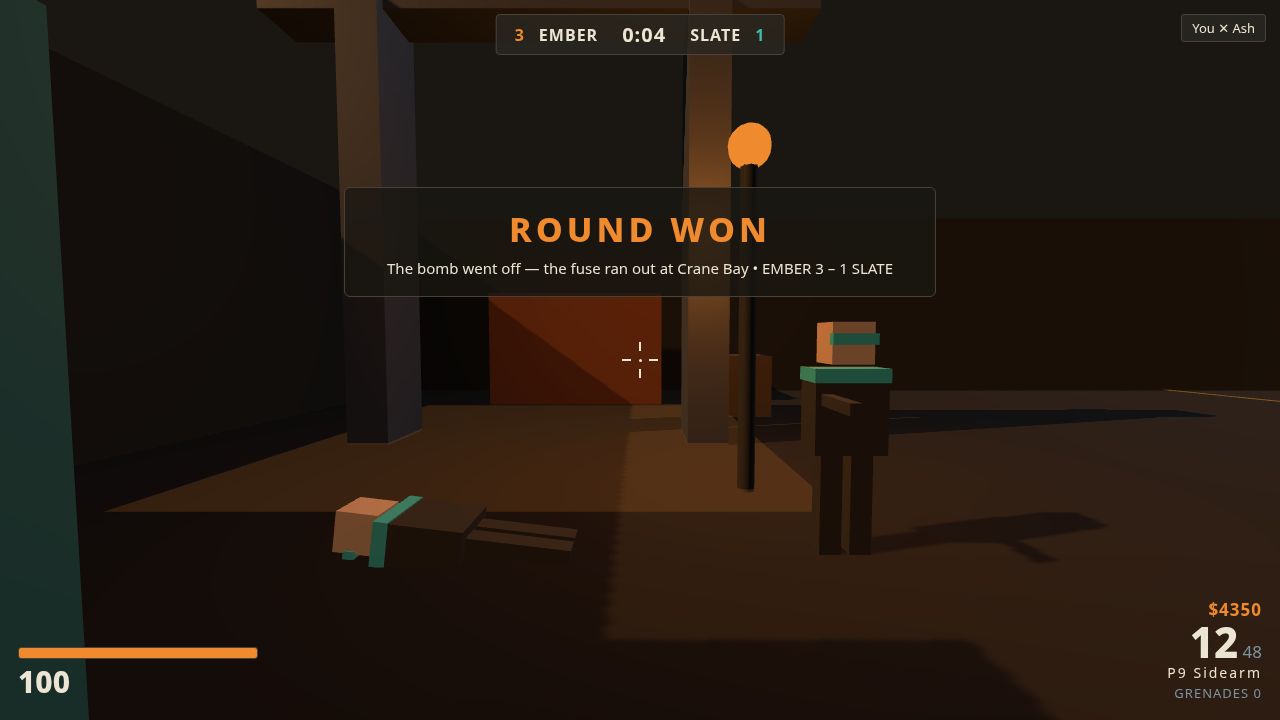 3 EMBER 0:04 SLATE 1
You ✕ Ash
ROUND WON
The bomb went off — the fuse ran out at Crane Bay • EMBER 3 – 1 SLATE
$4350
12 48
P9 Sidearm
GRENADES 0
100